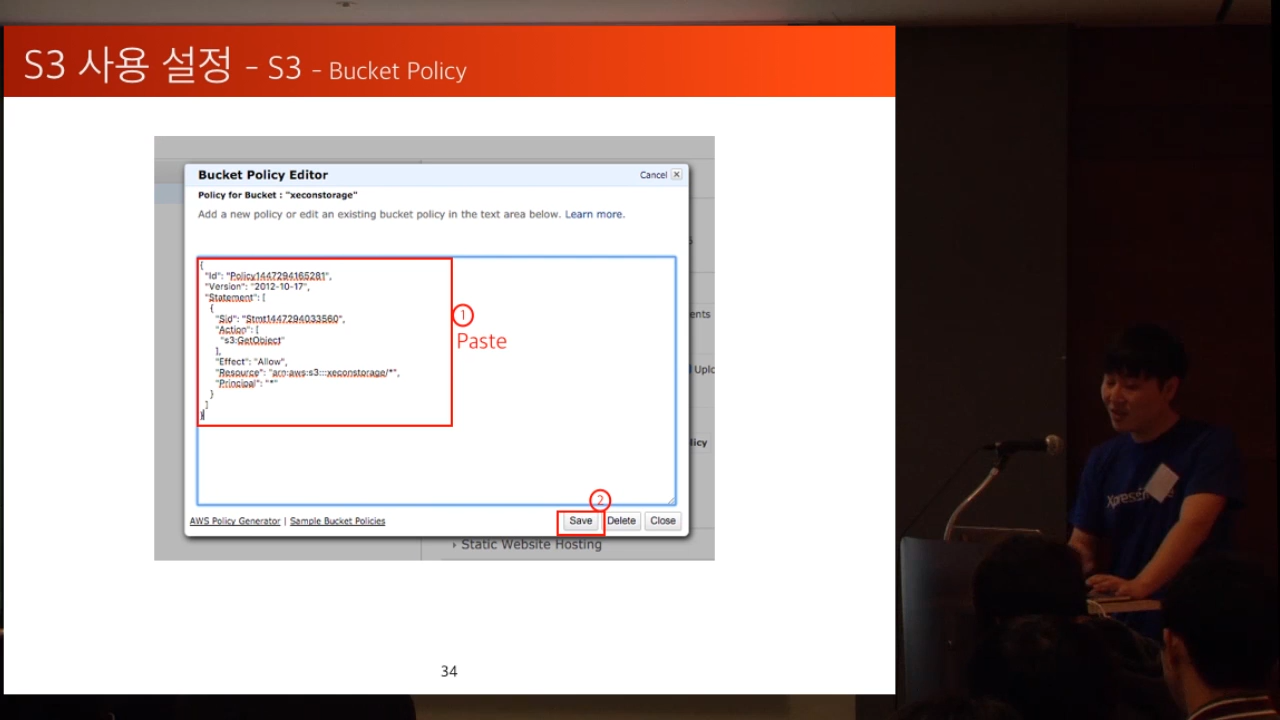 S3 사용 설정 - S3 - Bucket Policy
Bucket Policy Editor
Cancel
Policy for Bucket : "xeconstorage"
Add a new policy or edit an existing bucket policy in the text area below. Learn more.
{
"Id": "Policy1447294165281",
"Version": "2012-10-17",
"Statement": [
{
"Sid": "Stmt1447294033560",
"Action": [
"s3:GetObject"
],
"Effect": "Allow",
"Resource": "arn:aws:s3:::xeconstorage/*",
"Principal": "*"
}
]
}
1
Paste
ents
Uplo
licy
2
AWS Policy Generator | Sample Bucket Policies
Save Delete Close
Static Website Hosting
34